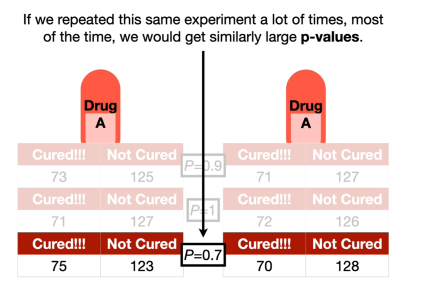 If we repeated this same experiment a lot of times, most
of the time, we would get similarly large p-values.
Drug
A
Drug
A
Cured!!! Not Cured Cured!!! Not Cured
73 125 P=0.9 71 127
Cured!!! Not Cured Cured!!! Not Cured
71 127 P=1 72 126
Cured!!! Not Cured Cured!!! Not Cured
75 123 P=0.7 70 128